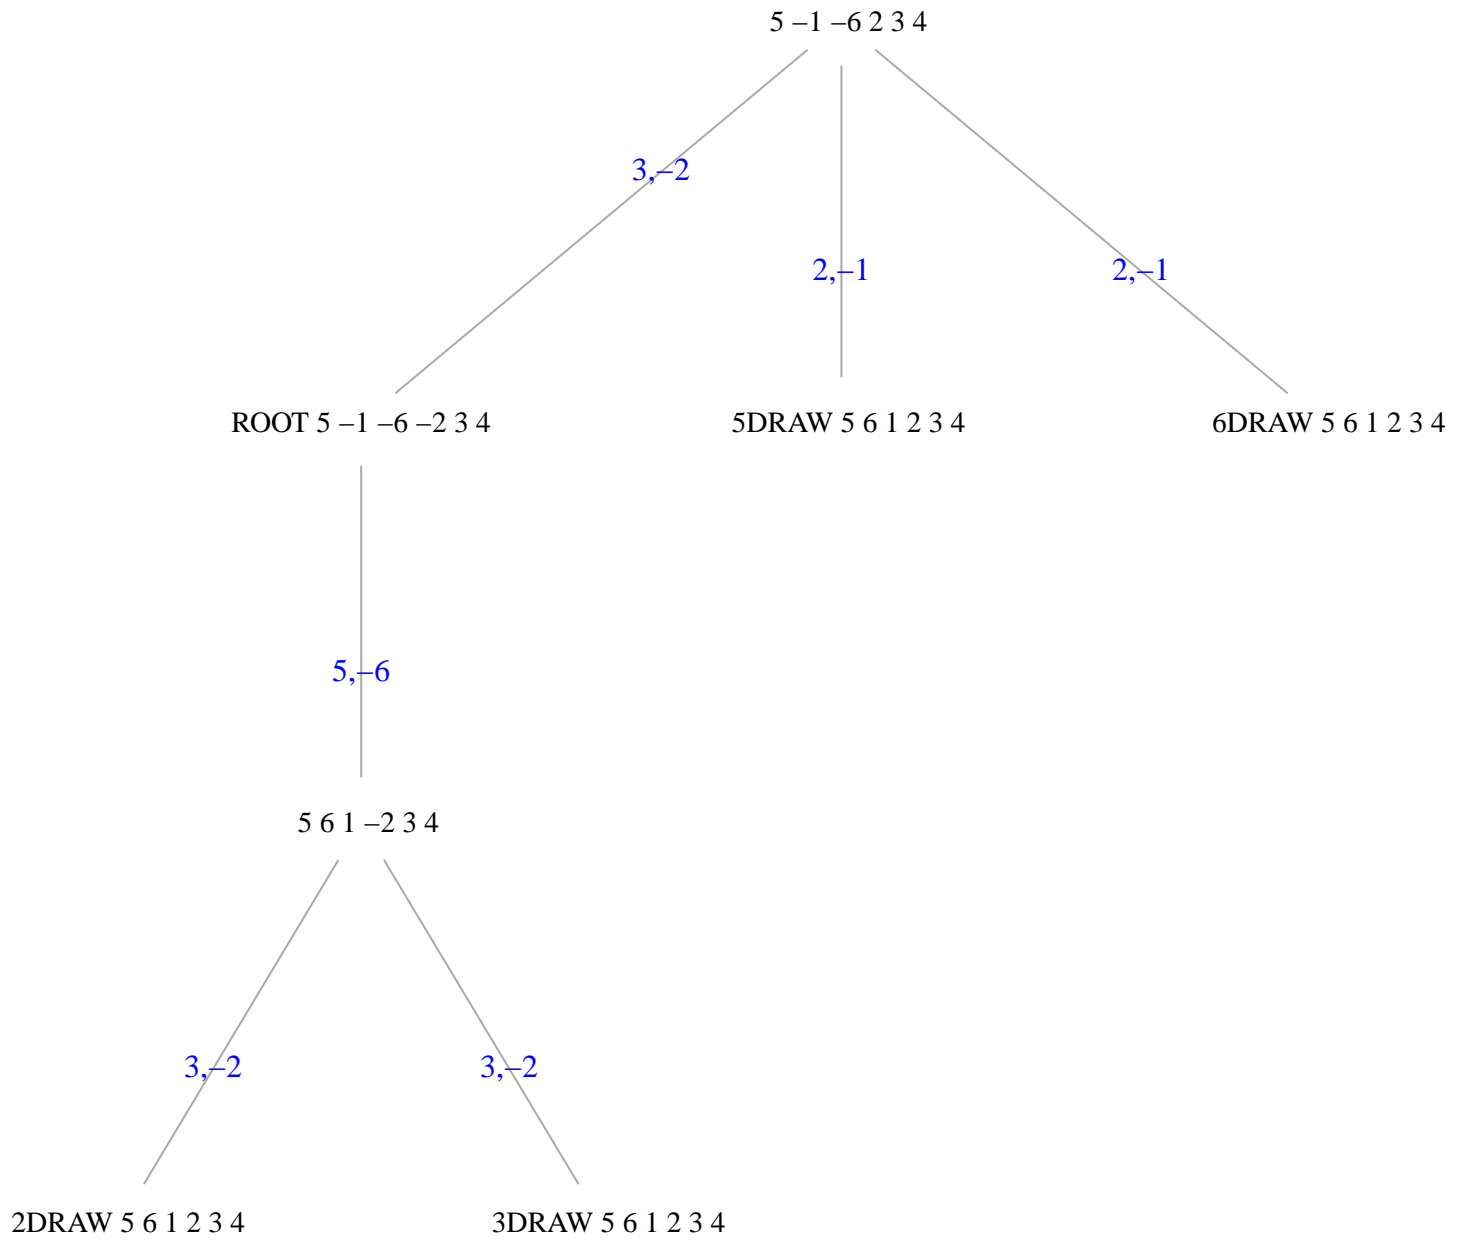 5 –1 –6 2 3 4
3,–2
2,–1
2,–1
ROOT 5 –1 –6 –2 3 4
5DRAW 5 6 1 2 3 4
6DRAW 5 6 1 2 3 4
5,–6
5 6 1 –2 3 4
3,–2
3,–2
2DRAW 5 6 1 2 3 4
3DRAW 5 6 1 2 3 4